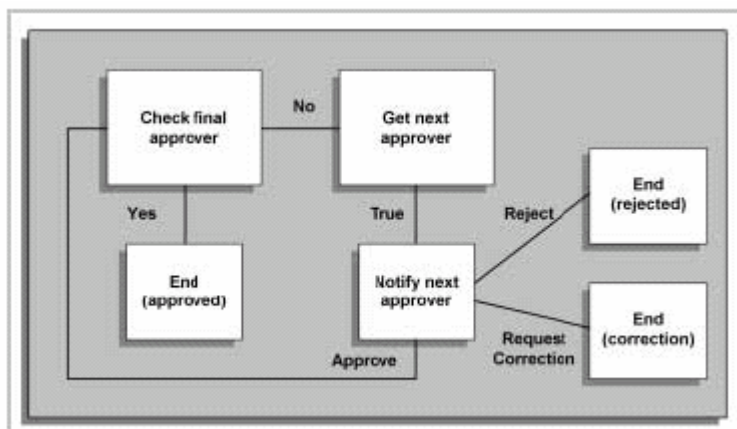 Check final
approver
No
Get next
approver
Yes
True
Reject
End
(rejected)
End
(approved)
Notify next
approver
Approve
Request
Correction
End
(correction)